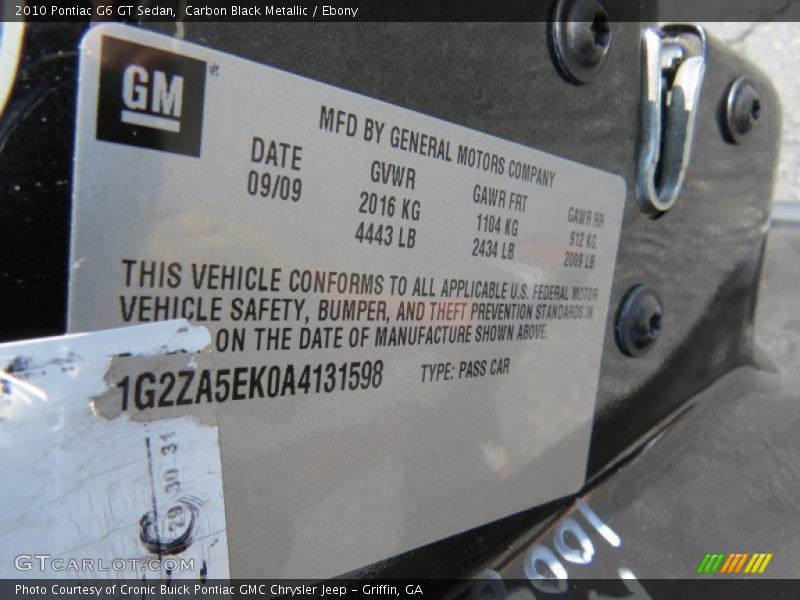 2010 Pontiac G6 GT Sedan, Carbon Black Metallic / Ebony
GM
MFD BY GENERAL MOTORS COMPANY
DATE GVWR GAWR FRT GAWR RR
09/09 2016 KG 1104 KG 912 KG
4443 LB 2434 LB 2009 LB
THIS VEHICLE CONFORMS TO ALL APPLICABLE U.S. FEDERAL MOTOR
VEHICLE SAFETY, BUMPER, AND THEFT PREVENTION STANDARDS IN
ON THE DATE OF MANUFACTURE SHOWN ABOVE.
1G2ZA5EK0A4131598 TYPE: PASS CAR
29 30 31
GTCarLot.com
Photo Courtesy of Cronic Buick Pontiac GMC Chrysler Jeep – Griffin, GA